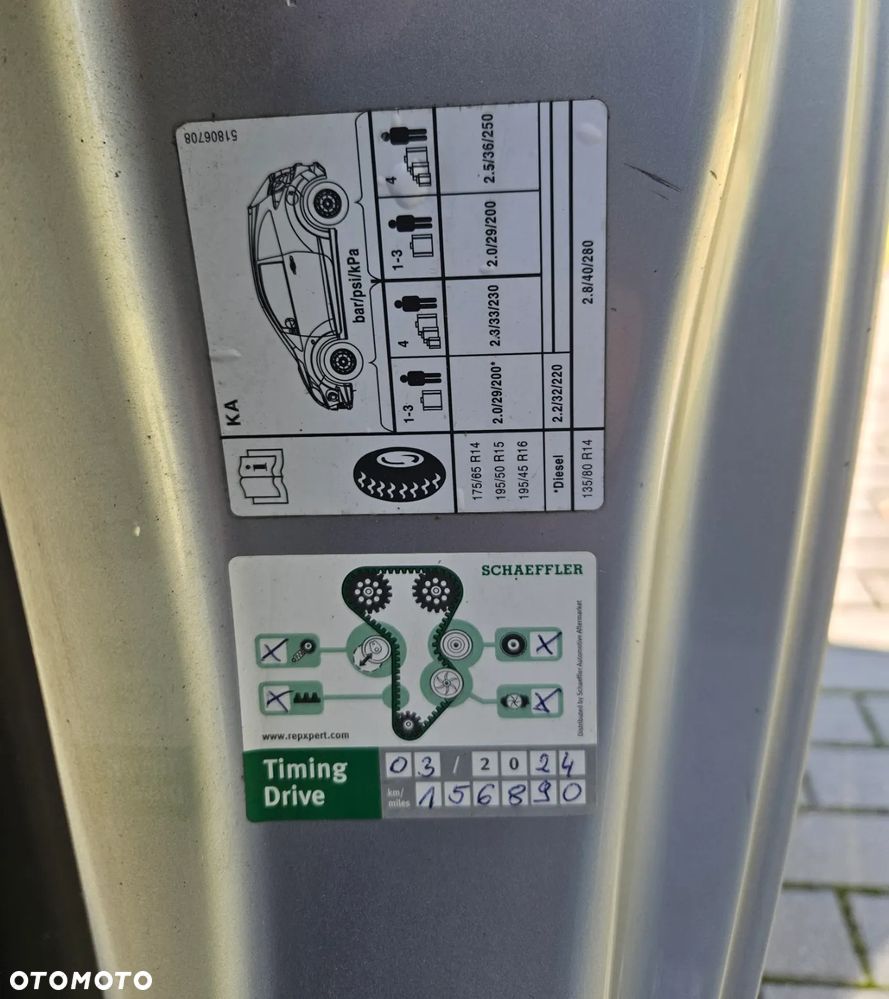 51806708
KA
bar/psi/kPa
1-3 4 1-3 4
175/65 R14
195/50 R15
195/45 R16
2.0/29/200* 2.3/33/230 2.0/29/200 2.5/36/250
*Diesel 2.2/32/220
135/80 R14 2.8/40/280
SCHAEFFLER
X X
X X
www.repxpert.com
Distributed by Schaeffler Automotive Aftermarket
Timing 03 / 2024
Drive km/miles 156890
OTOMOTO